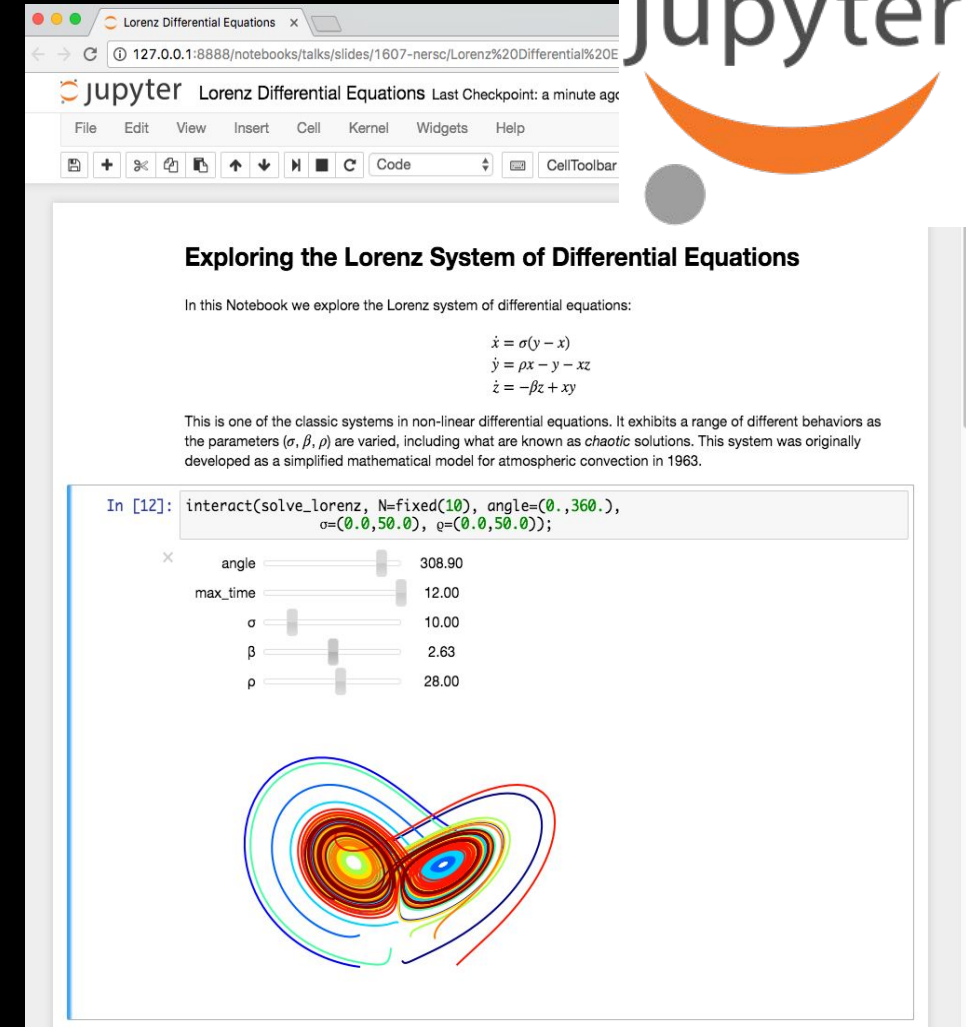 Lorenz Differential Equations
127.0.0.1:8888/notebooks/talks/slides/1607-nersc/Lorenz%20Differential%20E
jupyter
jupyter Lorenz Differential Equations Last Checkpoint: a minute ago
File Edit View Insert Cell Kernel Widgets Help
Code CellToolbar
Exploring the Lorenz System of Differential Equations
In this Notebook we explore the Lorenz system of differential equations:
ẋ = σ(y − x)
ẏ = ρx − y − xz
ż = −βz + xy
This is one of the classic systems in non-linear differential equations. It exhibits a range of different behaviors as
the parameters (σ, β, ρ) are varied, including what are known as chaotic solutions. This system was originally
developed as a simplified mathematical model for atmospheric convection in 1963.
In [12]: interact(solve_lorenz, N=fixed(10), angle=(0.,360.),
σ=(0.0,50.0), ρ=(0.0,50.0));
angle 308.90
max_time 12.00
σ 10.00
β 2.63
ρ 28.00